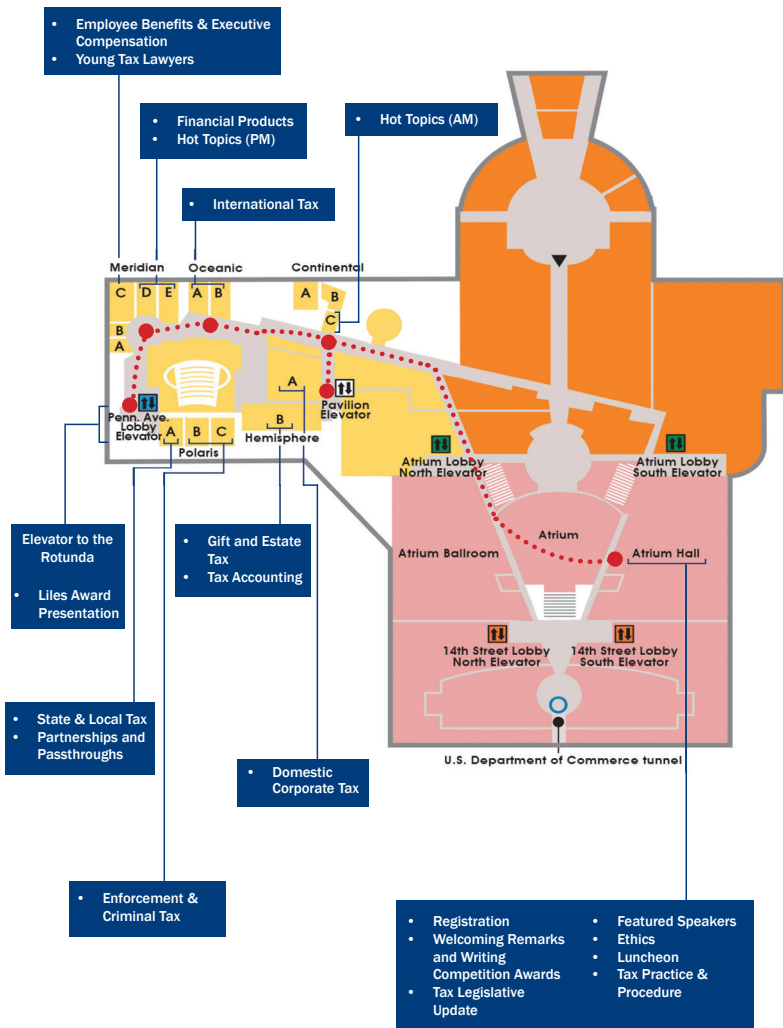 • Employee Benefits & Executive
Compensation
• Young Tax Lawyers
• Financial Products
• Hot Topics (PM)
• Hot Topics (AM)
• International Tax
Meridian
Oceanic
Continental
C
D
E
A
B
A
B
B
C
A
A
Penn. Ave.
Lobby
Elevator
Pavilion
Elevator
A
B
C
B
Hemisphere
Polaris
Atrium Lobby
North Elevator
Atrium Lobby
South Elevator
Atrium
Atrium Ballroom
Atrium Hall
Elevator to the
Rotunda
• Liles Award
Presentation
• Gift and Estate
Tax
• Tax Accounting
14th Street Lobby
North Elevator
14th Street Lobby
South Elevator
• State & Local Tax
• Partnerships and
Passthroughs
U.S. Department of Commerce tunnel
• Domestic
Corporate Tax
• Enforcement &
Criminal Tax
• Registration
• Welcoming Remarks
and Writing
Competition Awards
• Tax Legislative
Update
• Featured Speakers
• Ethics
• Luncheon
• Tax Practice &
Procedure